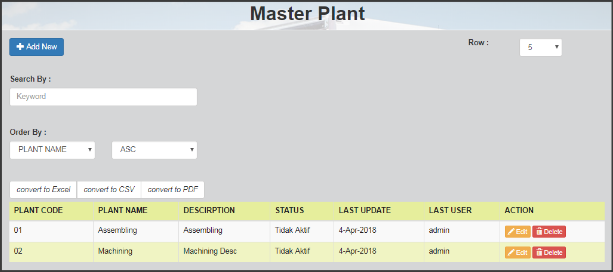 Master Plant
Add New
Row :
5
Search By :
Keyword
Order By :
PLANT NAME ASC
convert to Excel convert to CSV convert to PDF
PLANT CODE PLANT NAME DESCIRPTION STATUS LAST UPDATE LAST USER ACTION
01 Assembling Assembling Tidak Aktif 4-Apr-2018 admin Edit Delete
02 Machining Machining Desc Tidak Aktif 4-Apr-2018 admin Edit Delete